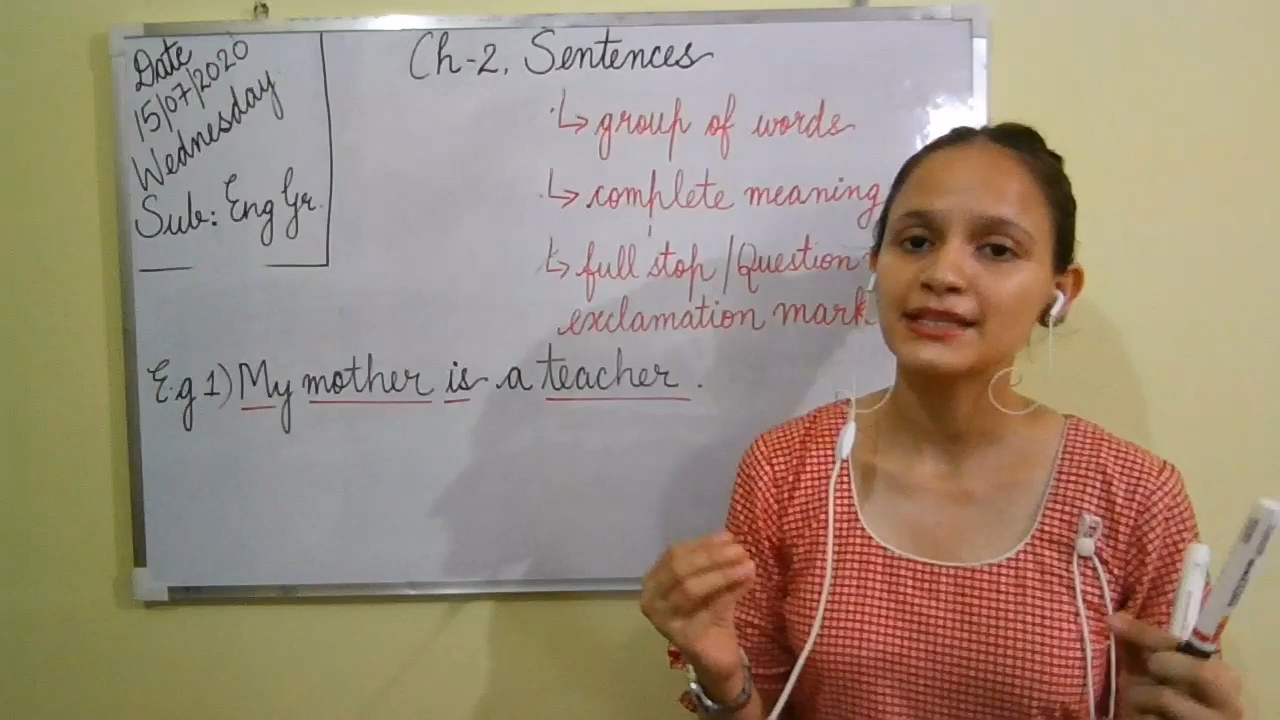 Date
15/07/2020
Wednesday
Sub: Eng Gr.
Ch-2. Sentences
↳ group of words
↳ complete meaning
↳ full stop / Question
exclamation mark
E.g 1) My mother is a teacher.